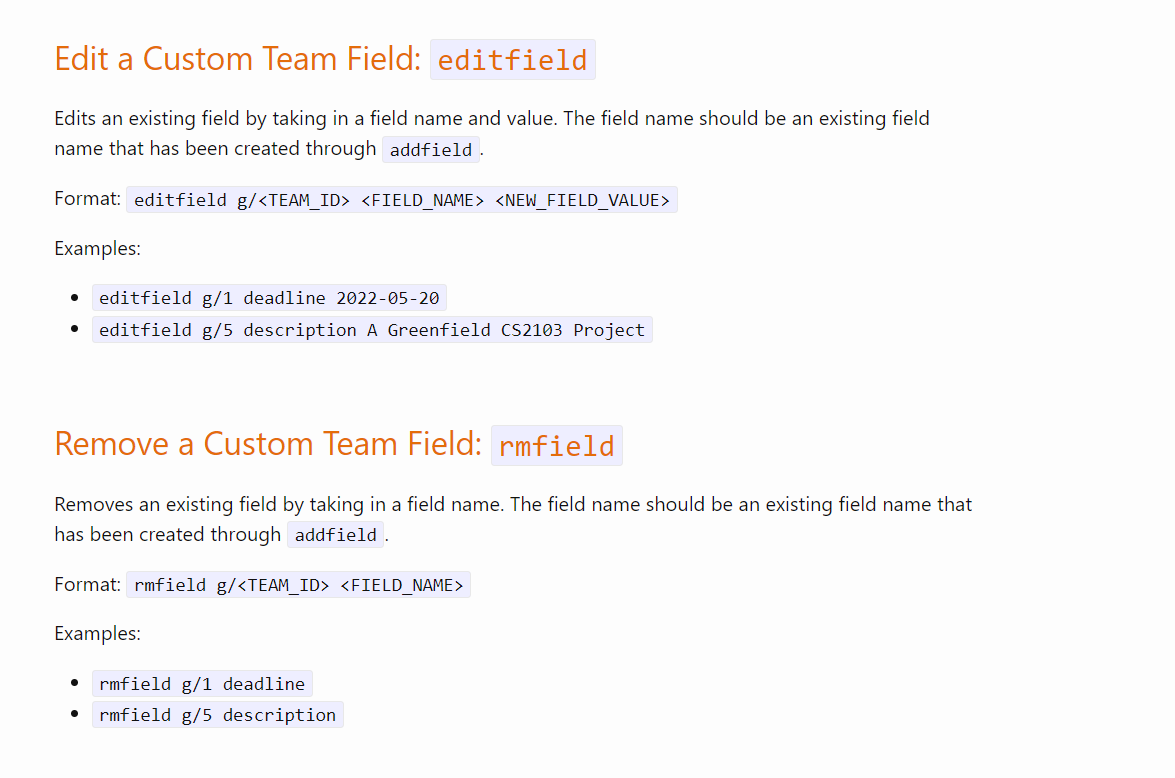 Edit a Custom Team Field: editfield
Edits an existing field by taking in a field name and value. The field name should be an existing field
name that has been created through addfield.
Format: editfield g/<TEAM_ID> <FIELD_NAME> <NEW_FIELD_VALUE>
Examples:
• editfield g/1 deadline 2022-05-20
• editfield g/5 description A Greenfield CS2103 Project
Remove a Custom Team Field: rmfield
Removes an existing field by taking in a field name. The field name should be an existing field name that
has been created through addfield.
Format: rmfield g/<TEAM_ID> <FIELD_NAME>
Examples:
• rmfield g/1 deadline
• rmfield g/5 description